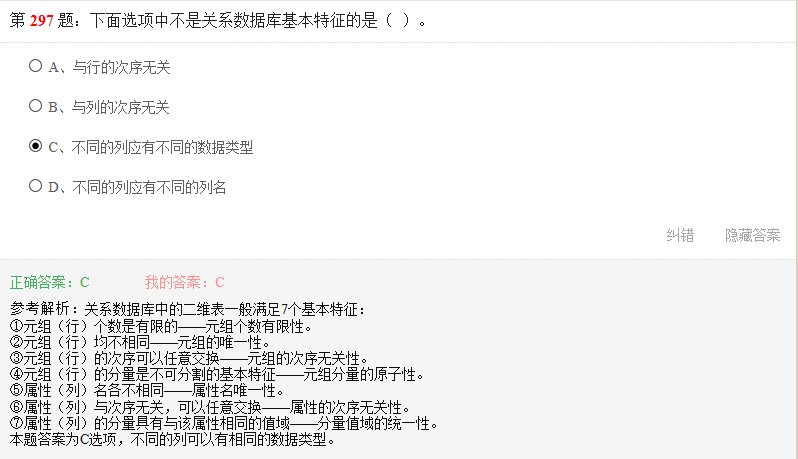 第 297 题：下面选项中不是关系数据库基本特征的是（ ）。
A、与行的次序无关
B、与列的次序无关
C、不同的列应有不同的数据类型
D、不同的列应有不同的列名
纠错 隐藏答案
正确答案：C 我的答案：C
参考解析：关系数据库中的二维表一般满足7个基本特征：
①元组（行）个数是有限的——元组个数有限性。
②元组（行）均不相同——元组的唯一性。
③元组（行）的次序可以任意交换——元组的次序无关性。
④元组（行）的分量是不可分割的基本特征——元组分量的原子性。
⑤属性（列）名各不相同——属性名唯一性。
⑥属性（列）与次序无关，可以任意交换——属性的次序无关性。
⑦属性（列）的分量具有与该属性相同的值域——分量值域的统一性。
本题答案为C选项，不同的列可以有相同的数据类型。